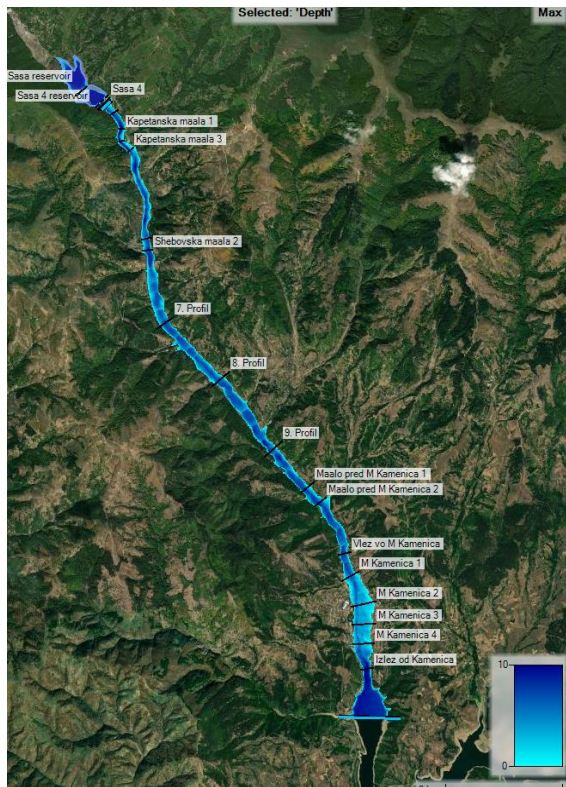 Selected: 'Depth'
Max
Sasa reservoir
Sasa 4
Sasa 4 reservoir
Kapetanska maala 1
Kapetanska maala 3
Shebovska maala 2
7. Profil
8. Profil
9. Profil
Maalo pred M Kamenica 1
Maalo pred M Kamenica 2
Vlez vo M Kamenica
M Kamenica 1
M Kamenica 2
M Kamenica 3
M Kamenica 4
Izlez od Kamenica
10
0